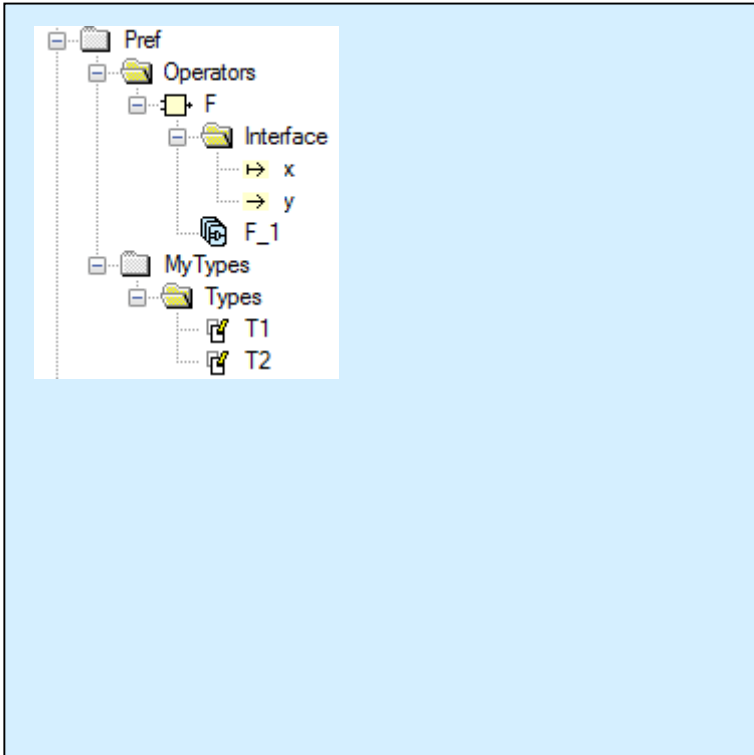 Pref
Operators
F
Interface
x
y
F_1
MyTypes
Types
T1
T2